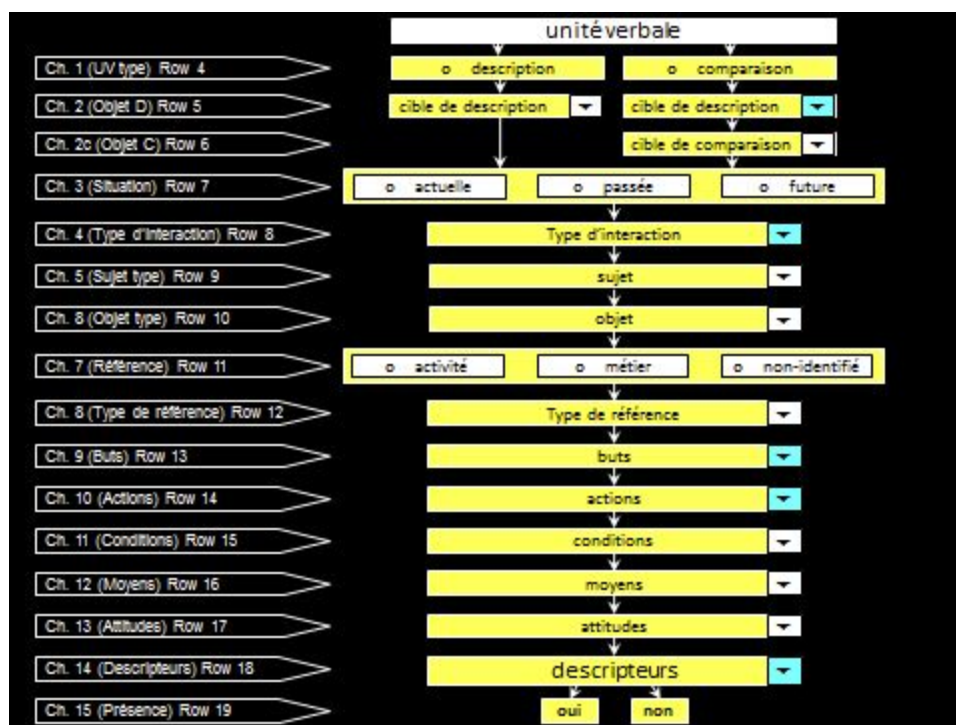 unité verbale
Ch. 1 (UV type) Row 4
o description
o comparaison
Ch. 2 (Objet D) Row 5
cible de description
cible de description
Ch. 2c (Objet C) Row 6
cible de comparaison
Ch. 3 (Situation) Row 7
o actuelle
o passée
o future
Ch. 4 (Type d'interaction) Row 8
Type d'interaction
Ch. 5 (Sujet type) Row 9
sujet
Ch. 8 (Objet type) Row 10
objet
Ch. 7 (Référence) Row 11
o activité
o métier
o non-identifié
Ch. 8 (Type de référence) Row 12
Type de référence
Ch. 9 (Buts) Row 13
buts
Ch. 10 (Actions) Row 14
actions
Ch. 11 (Conditions) Row 15
conditions
Ch. 12 (Moyens) Row 16
moyens
Ch. 13 (Attitudes) Row 17
attitudes
Ch. 14 (Descripteurs) Row 18
descripteurs
Ch. 15 (Présence) Row 19
oui
non